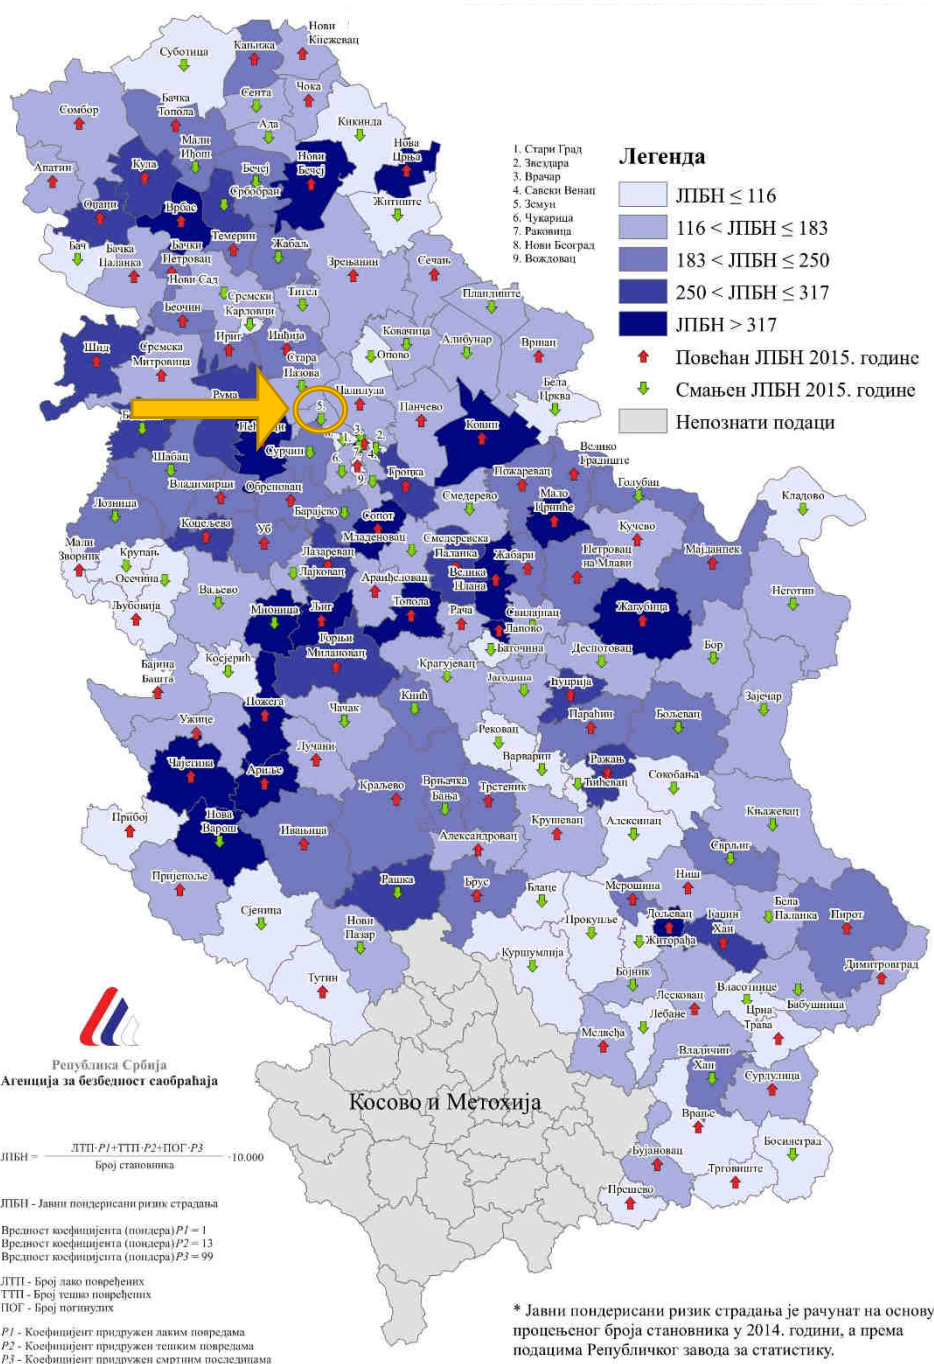 Суботица
Кањижа
Нови
Кнежевац
Сомбор
Бачка
Топола
Сента
Чока
Ада
Кикинда
Мали
Иђош
Апатин
Кула
Бечеј
Нови
Бечеј
Нова
Црња
Србобран
Житиште
Оџаци
Врбас
Бач
Бачка
Паланка
Бачки
Петровац
Темерин
Жабаљ
Зрењанин
Сечањ
Нови Сад
Сремски
Карловци
Тител
Пландиште
Беочин
Ковачица
Опово
Алибунар
Вршац
Шид
Сремска
Митровица
Ириг
Инђија
Стара
Пазова
Бела
Црква
Рума
Палилула
Панчево
Ковин
5.
Сурчин
1.
3.
2.
4.
6.
9.
Гроцка
Шабац
Владимирци
Обреновац
Барајево
Сопот
Младеновац
Смедерево
Пожаревац
Велико
Градиште
Голубац
Кладово
Лозница
Коцељева
Уб
Мало
Црниће
Кучево
Мали
Зворник
Крупањ
Осечина
Лазаревац
Лајковац
Смедеревска
Паланка
Велика
Плана
Жабари
Петровац
на Млави
Мајданпек
Љубовија
Ваљево
Мионица
Љиг
Аранђеловац
Топола
Рача
Свилајнац
Лапово
Баточина
Жагубица
Неготин
Горњи
Милановац
Деспотовац
Бор
Бајина
Башта
Косјерић
Крагујевац
Јагодина
Ћуприја
Ужице
Пожега
Чачак
Кнић
Параћин
Бољевац
Зајечар
Рековац
Варварин
Ражањ
Сокобања
Чајетина
Ариље
Лучани
Краљево
Врњачка
Бања
Трстеник
Ћићевац
Књажевац
Прибој
Нова
Варош
Ивањица
Александровац
Крушевац
Алексинац
Сврљиг
Пријепоље
Рашка
Брус
Блаце
Мерошина
Ниш
Бела
Паланка
Пирот
Сјеница
Нови
Пазар
Прокупље
Дољевац
Гаџин
Хан
Житорађа
Тутин
Куршумлија
Бојник
Димитровград
Лесковац
Власотинце
Бабушница
Лебане
Црна
Трава
Медвеђа
Владичин
Хан
Сурдулица
Врање
Босилеград
Бујановац
Трговиште
Прешево
Косово и Метохија
1. Стари Град
2. Звездара
3. Врачар
4. Савски Венац
5. Земун
6. Чукарица
7. Раковица
8. Нови Београд
9. Вождовац
Легенда
ЈПБН ≤ 116
116 < ЈПБН ≤ 183
183 < ЈПБН ≤ 250
250 < ЈПБН ≤ 317
ЈПБН > 317
Повећан ЈПБН 2015. године
Смањен ЈПБН 2015. године
Непознати подаци
Република Србија
Агенција за безбедност саобраћаја
ЛТП·P1+ТТП·P2+ПОГ·P3
ЈПБН = ·10.000
Број становника
ЈПБН - Јавни пондерисани ризик страдања
Вредност коефицијента (пондера) P1 = 1
Вредност коефицијента (пондера) P2 = 13
Вредност коефицијента (пондера) P3 = 99
ЛТП - Број лако повређених
ТТП - Број тешко повређених
ПОГ - Број погинулих
P1 - Коефицијент придружен лаким повредама
P2 - Коефицијент придружен тешким повредама
P3 - Коефицијент придружен смртним последицама
* Јавни пондерисани ризик страдања је рачунат на основу
процењеног броја становника у 2014. години, а према
подацима Републичког завода за статистику.